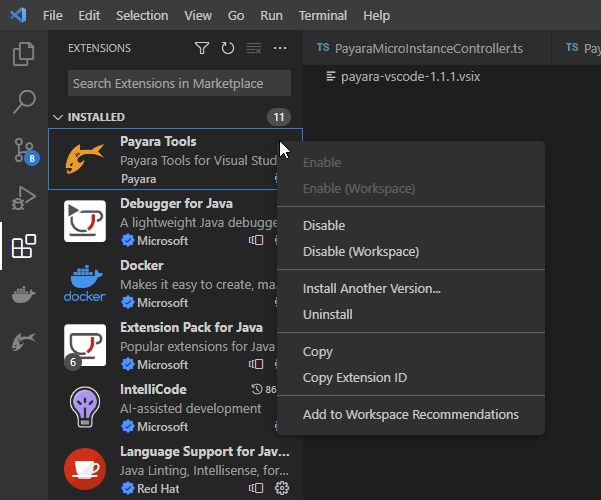 File Edit View Go Run Terminal Help
EXTENSIONS
TS PayaraMicroInstanceController.ts TS Pay
Search Extensions in Marketplace
payara-vscode-1.1.1.vsix
INSTALLED 11
Payara Tools
Payara Tools for Visual Stud
Payara
8
Debugger for Java
A lightweight Java debugge
Microsoft
Docker
Makes it easy to create, ma...
Microsoft
docker
Extension Pack for Java
Popular extensions for Java
6
Microsoft
IntelliCode 86
AI-assisted development
Microsoft
Language Support for Jav...
Java Linting, Intellisense, for...
Red Hat
Enable
Enable (Workspace)
Disable
Disable (Workspace)
Install Another Version...
Uninstall
Copy
Copy Extension ID
Add to Workspace Recommendations